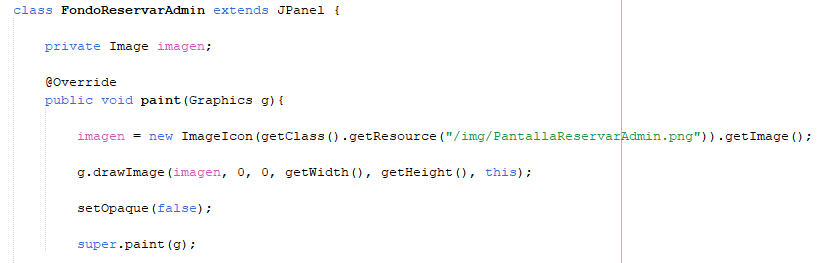 class FondoReservarAdmin extends JPanel {
private Image imagen;
@Override
public void paint(Graphics g){
imagen = new ImageIcon(getClass().getResource("/img/PantallaReservarAdmin.png")).getImage();
g.drawImage(imagen, 0, 0, getWidth(), getHeight(), this);
setOpaque(false);
super.paint(g);